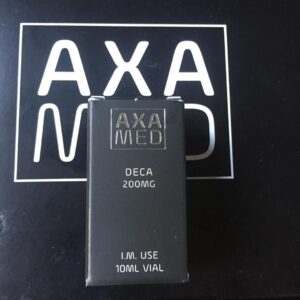 AXA
M D
AXA
MED
DECA
200MG
I.M. USE
10ML VIAL